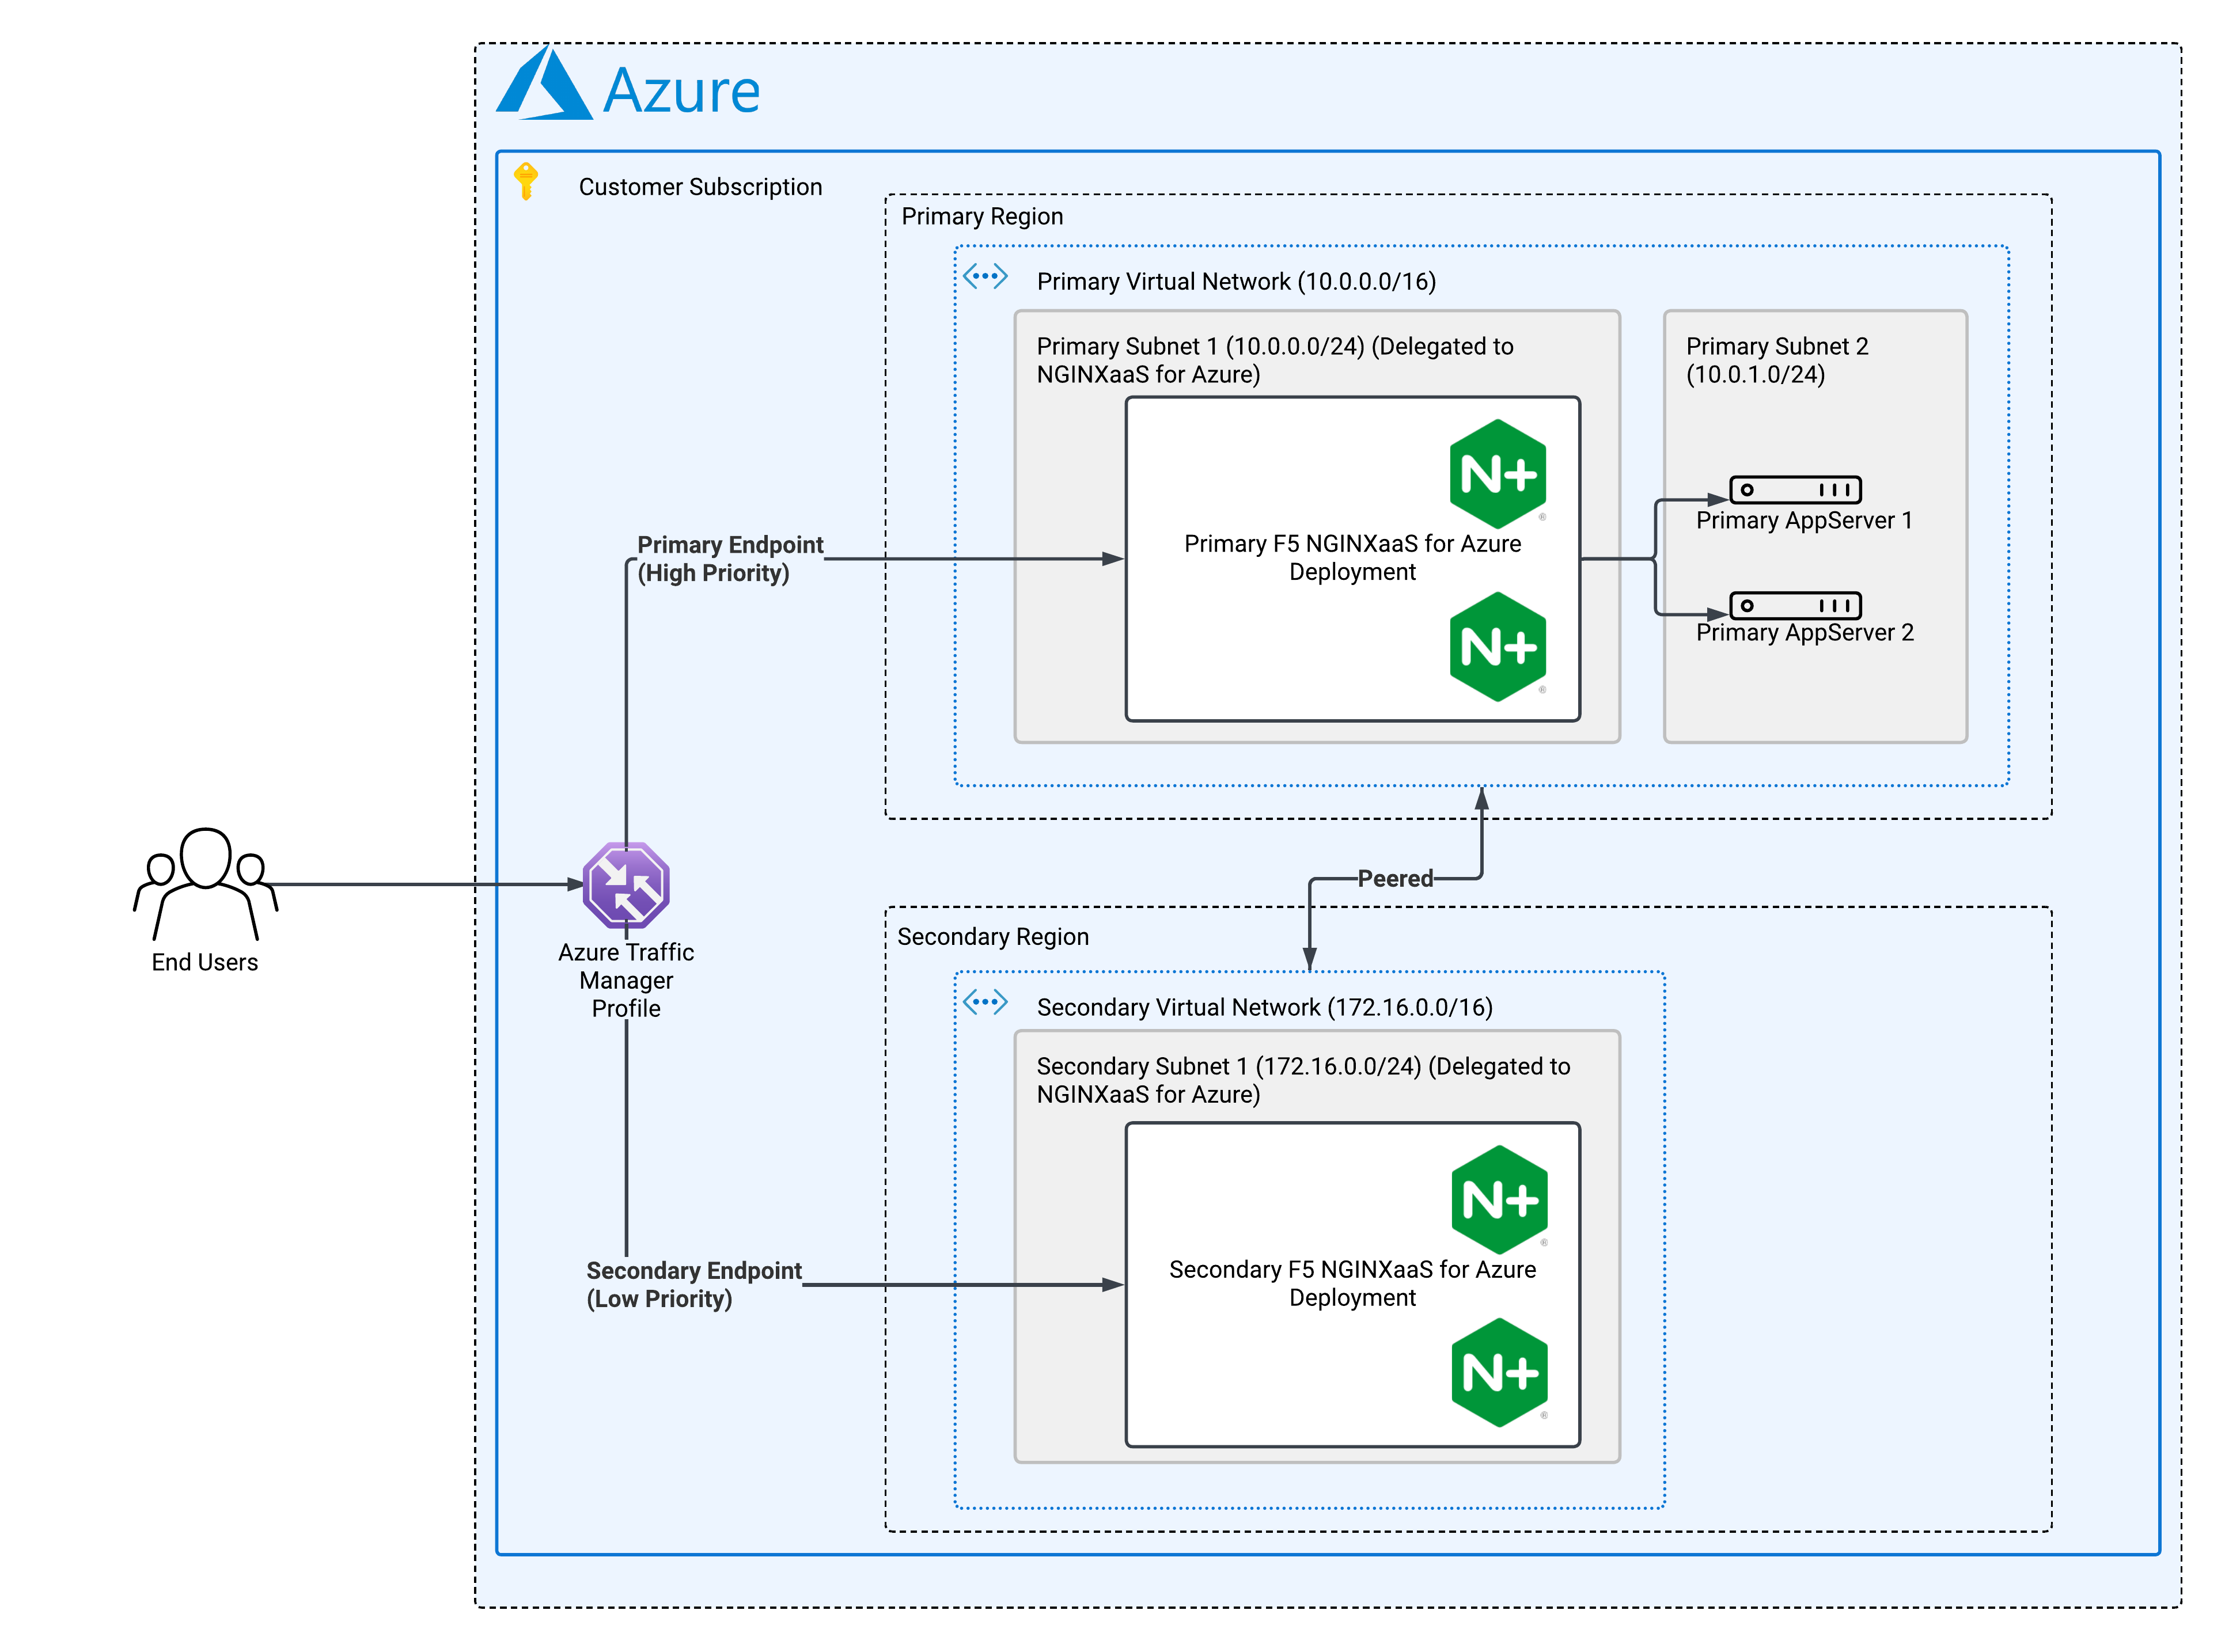 Azure
Customer Subscription
Primary Region
Primary Virtual Network (10.0.0.0/16)
Primary Subnet 1 (10.0.0.0/24) (Delegated to
NGINXaaS for Azure)
Primary Subnet 2
(10.0.1.0/24)
N+
®
Primary AppServer 1
Primary Endpoint
(High Priority)
Primary F5 NGINXaaS for Azure
Deployment
N+
®
Primary AppServer 2
Peered
End Users
Azure Traffic
Manager
Profile
Secondary Region
Secondary Virtual Network (172.16.0.0/16)
Secondary Subnet 1 (172.16.0.0/24) (Delegated to
NGINXaaS for Azure)
N+
®
Secondary Endpoint
(Low Priority)
Secondary F5 NGINXaaS for Azure
Deployment
N+
®